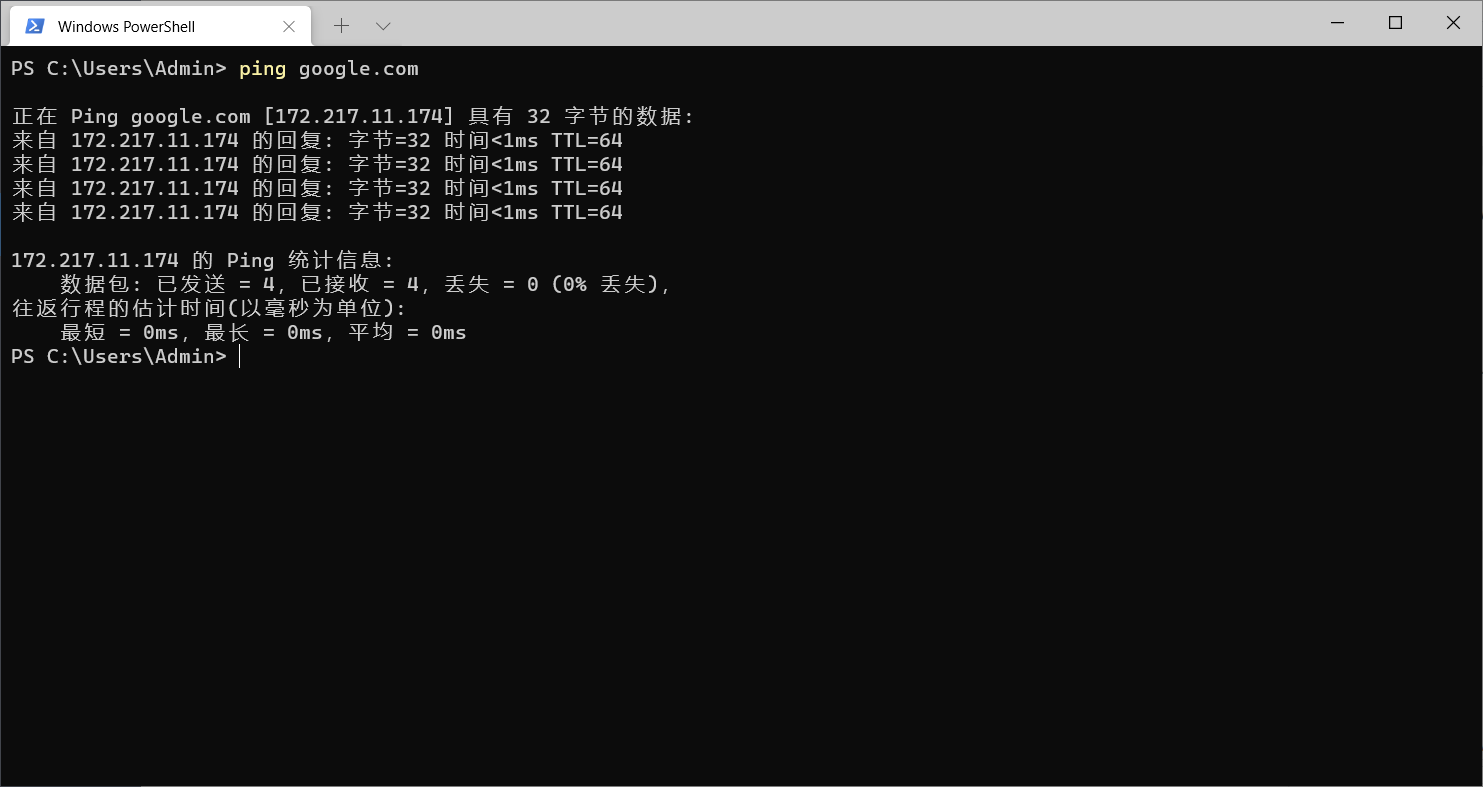 Windows PowerShell
PS C:\Users\Admin> ping google.com
正在 Ping google.com [172.217.11.174] 具有 32 字节的数据:
来自 172.217.11.174 的回复: 字节=32 时间<1ms TTL=64
来自 172.217.11.174 的回复: 字节=32 时间<1ms TTL=64
来自 172.217.11.174 的回复: 字节=32 时间<1ms TTL=64
来自 172.217.11.174 的回复: 字节=32 时间<1ms TTL=64
172.217.11.174 的 Ping 统计信息:
    数据包: 已发送 = 4，已接收 = 4，丢失 = 0 (0% 丢失)，
往返行程的估计时间(以毫秒为单位):
    最短 = 0ms，最长 = 0ms，平均 = 0ms
PS C:\Users\Admin>